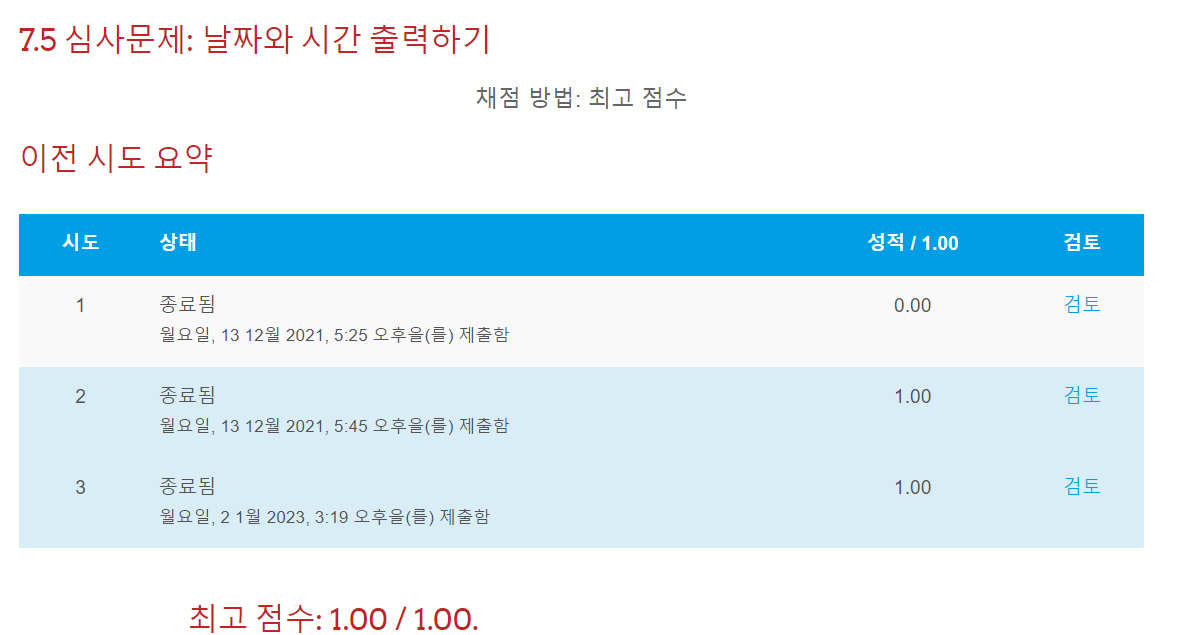 7.5 심사문제: 날짜와 시간 출력하기
채점 방법: 최고 점수
이전 시도 요약
시도 상태 성적 / 1.00 검토
1 종료됨 0.00 검토
월요일, 13 12월 2021, 5:25 오후을(를) 제출함
2 종료됨 1.00 검토
월요일, 13 12월 2021, 5:45 오후을(를) 제출함
3 종료됨 1.00 검토
월요일, 2 1월 2023, 3:19 오후을(를) 제출함
최고 점수: 1.00 / 1.00.